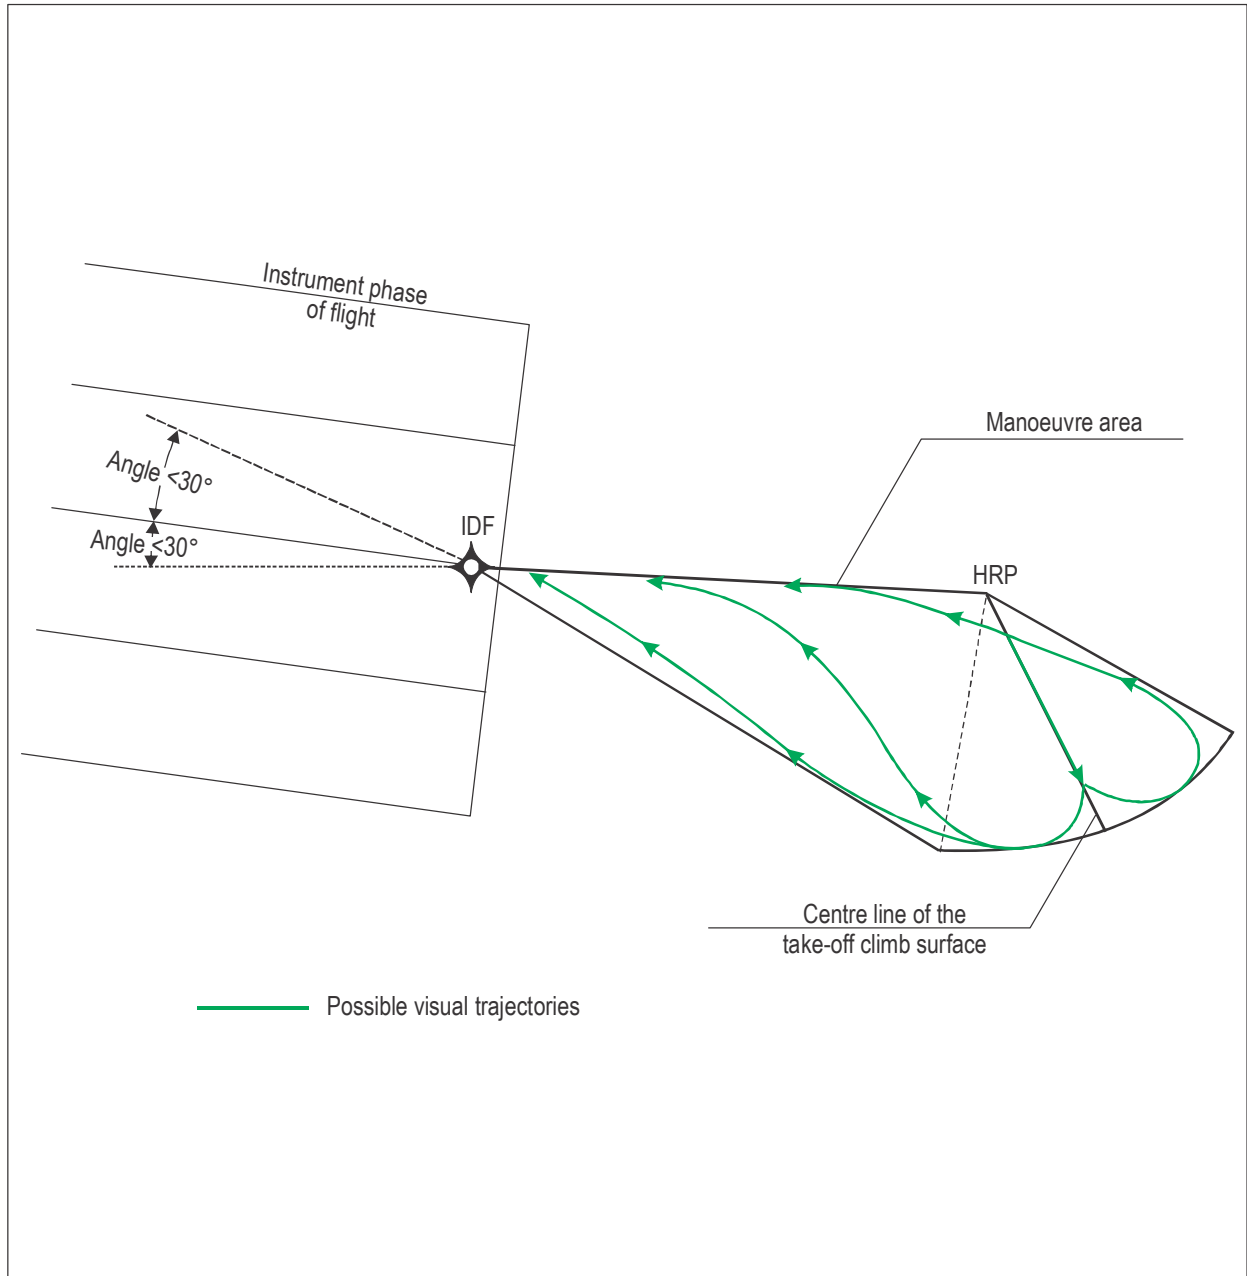 Instrument phase
of flight
Manoeuvre area
Angle <30°
IDF
Angle <30°
HRP
Centre line of the
take-off climb surface
Possible visual trajectories